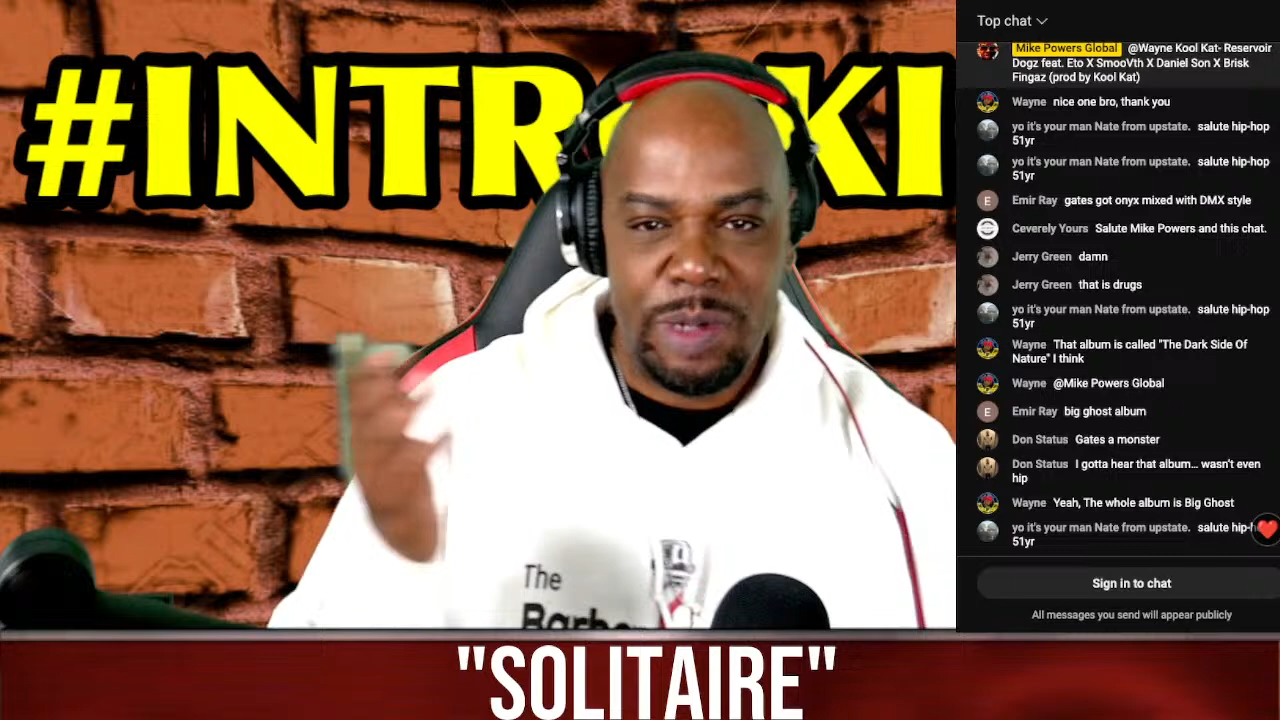 #INTRO KI
The
Barber
"SOLITAIRE"
Top chat
Mike Powers Global @Wayne Kool Kat- Reservoir
Dogz feat. Eto X SmooVth X Daniel Son X Brisk
Fingaz (prod by Kool Kat)
Wayne nice one bro, thank you
yo it's your man Nate from upstate. salute hip-hop
51yr
yo it's your man Nate from upstate. salute hip-hop
51yr
E Emir Ray gates got onyx mixed with DMX style
Ceverely Yours Salute Mike Powers and this chat.
Jerry Green damn
Jerry Green that is drugs
yo it's your man Nate from upstate. salute hip-hop
51yr
Wayne That album is called "The Dark Side Of
Nature" I think
Wayne @Mike Powers Global
E Emir Ray big ghost album
Don Status Gates a monster
Don Status I gotta hear that album... wasn't even
hip
Wayne Yeah, The whole album is Big Ghost
yo it's your man Nate from upstate. salute hip-h
51yr
Sign in to chat
All messages you send will appear publicly